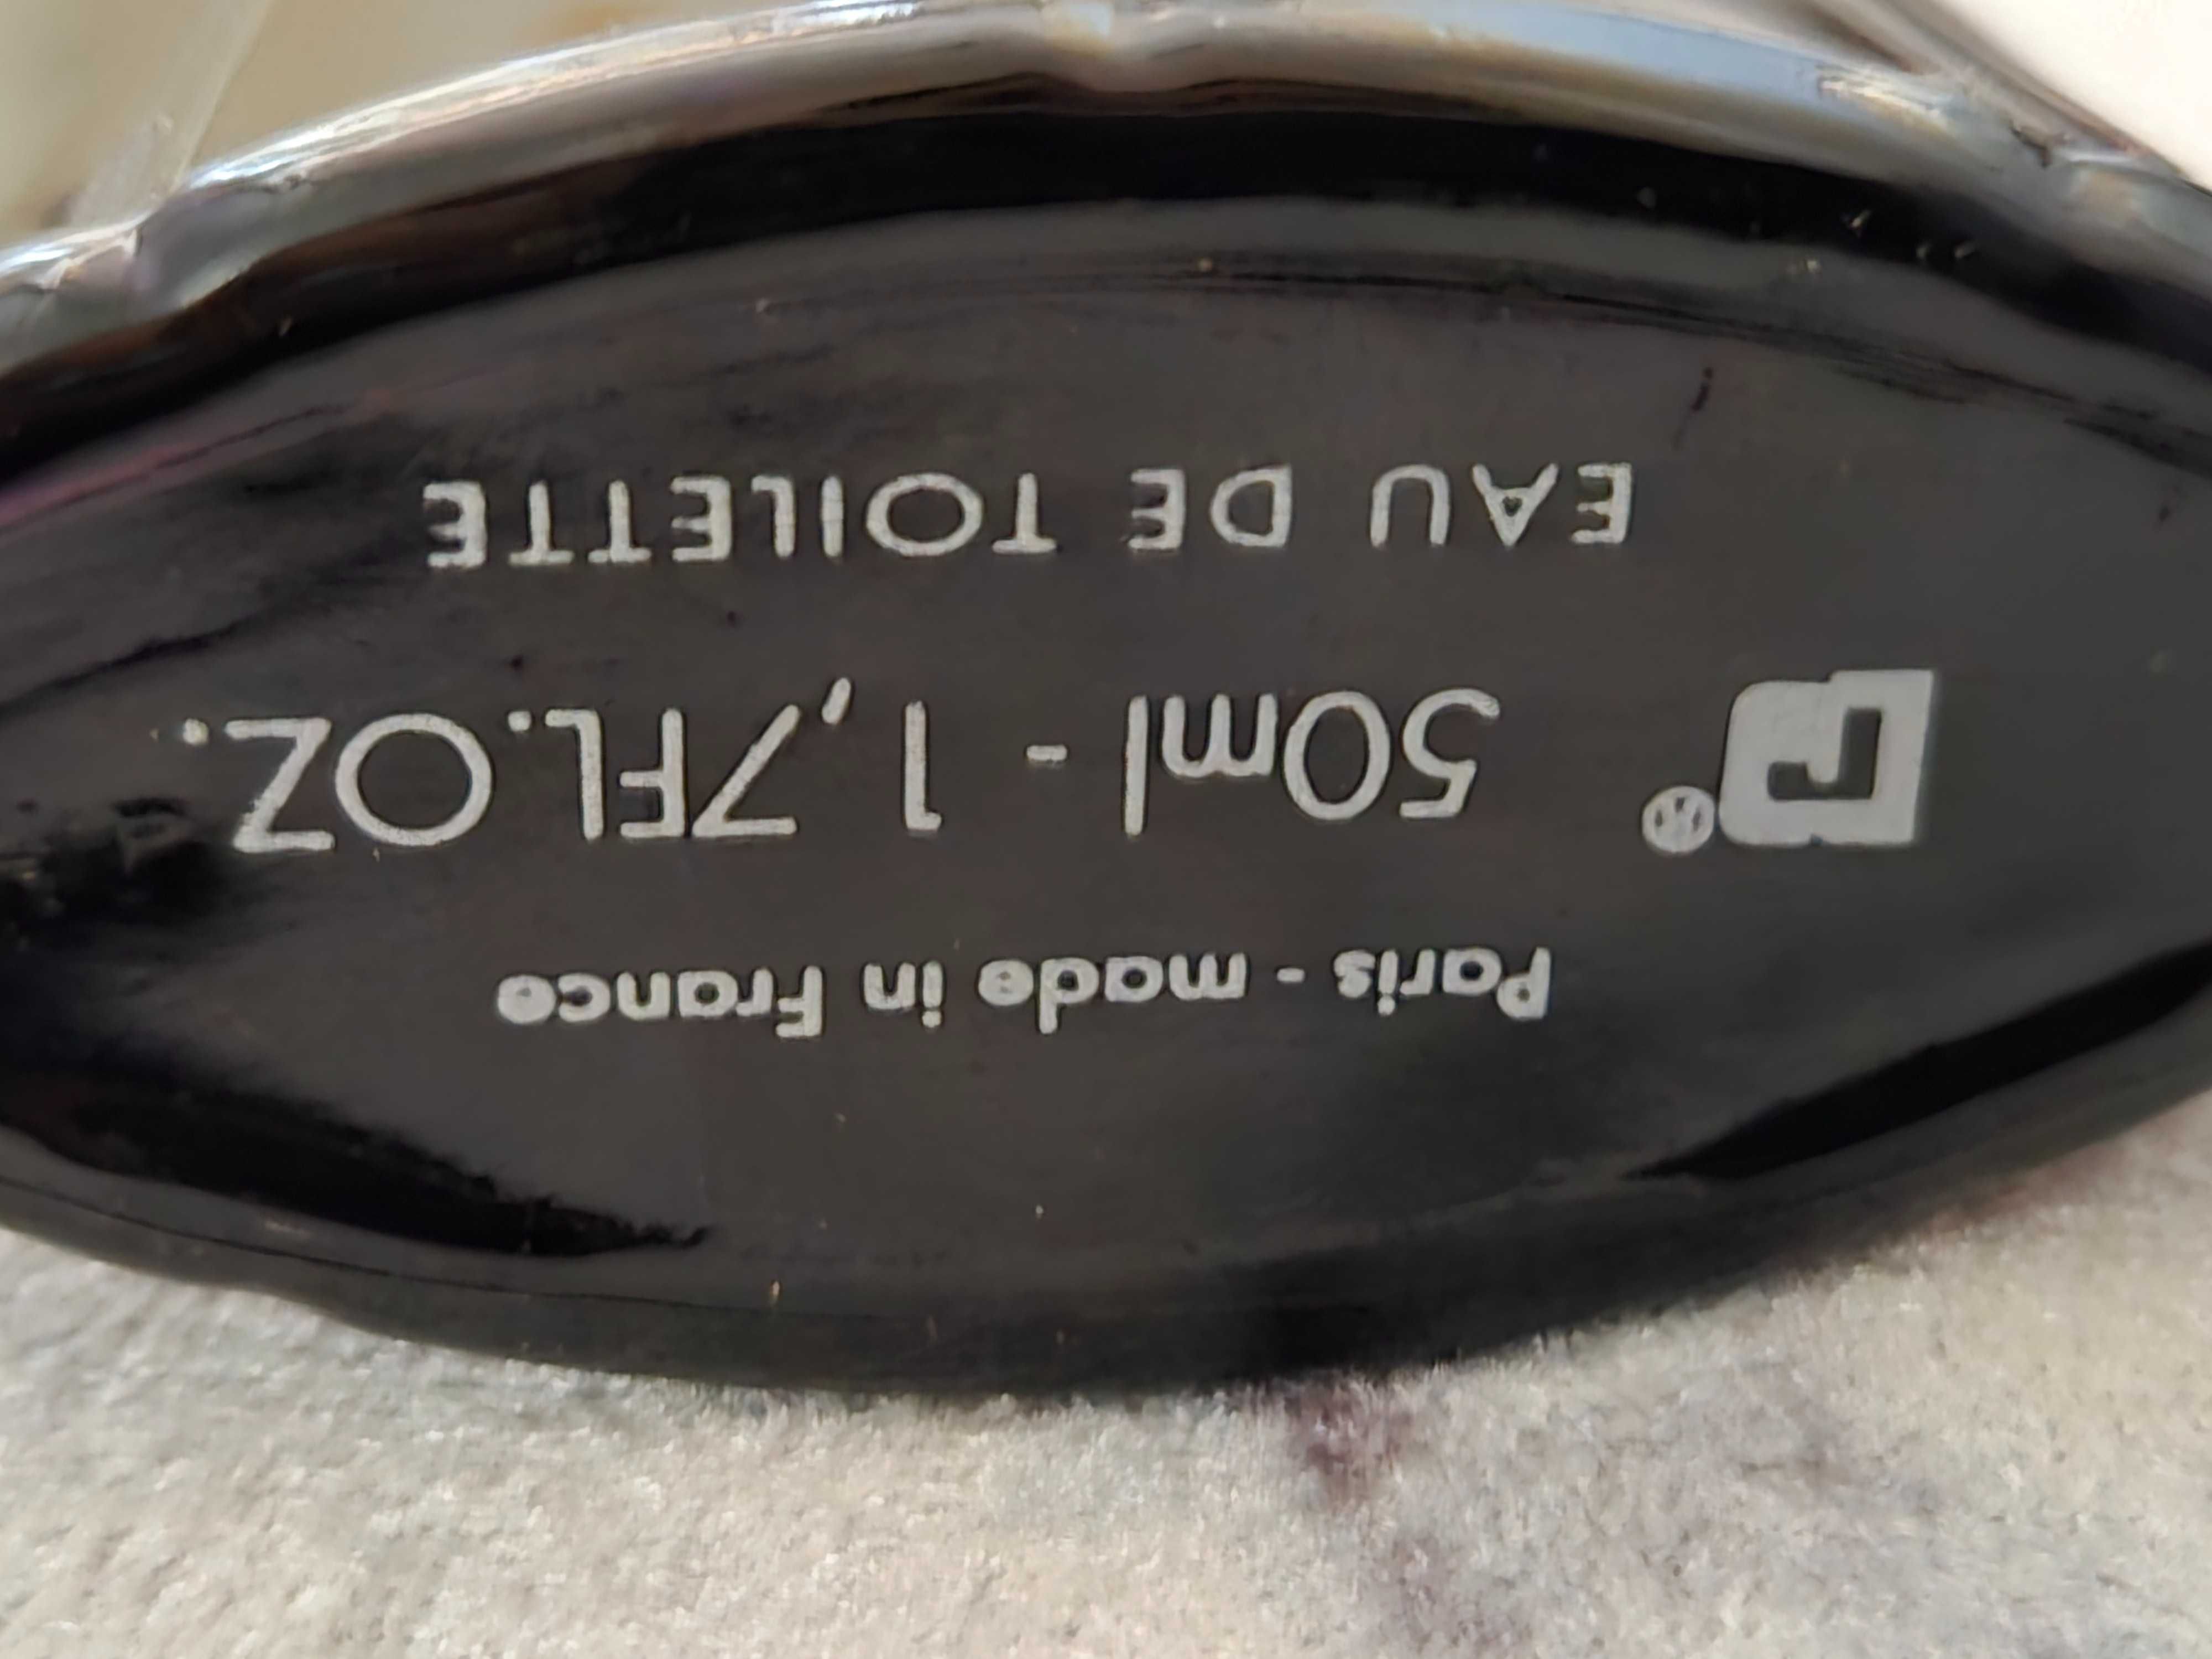 Paris - made in France
® 50ml - 1,7FL.OZ.
EAU DE TOILETTE